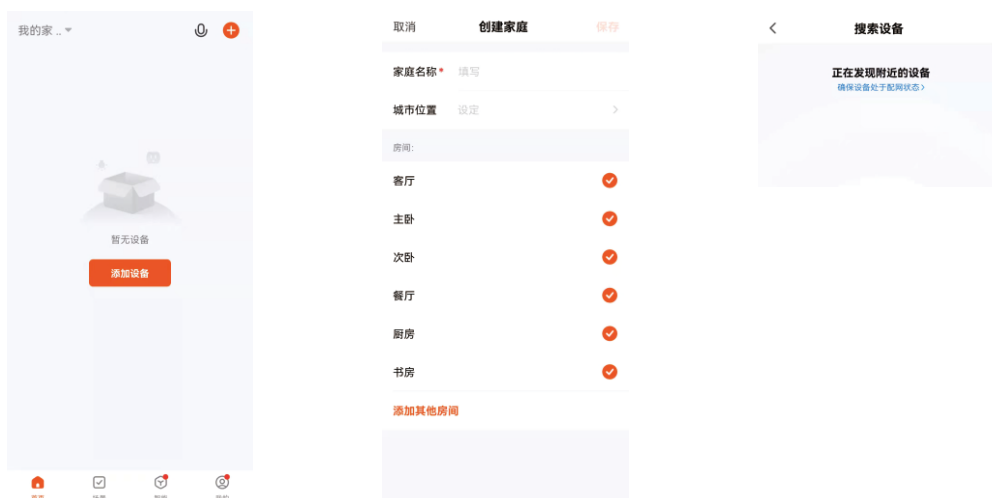 我的家 ..
暂无设备
添加设备
取消
创建家庭
保存
家庭名称*
填写
城市位置
设定
房间:
客厅
主卧
次卧
餐厅
厨房
书房
添加其他房间
搜索设备
正在发现附近的设备
确保设备处于配网状态>